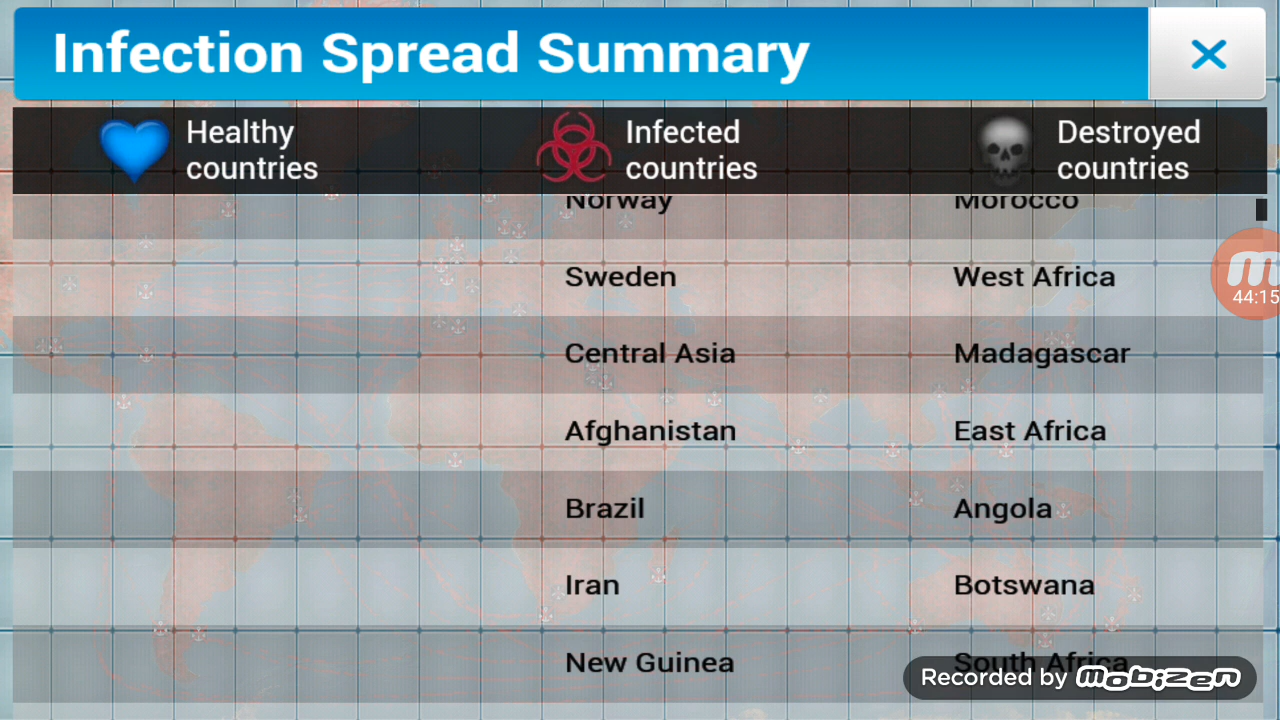 Infection Spread Summary
Healthy countries
Infected countries
Destroyed countries
Norway Morocco
Sweden West Africa
44:15
Central Asia Madagascar
Afghanistan East Africa
Brazil Angola
Iran Botswana
New Guinea South Africa
Recorded by mobizen